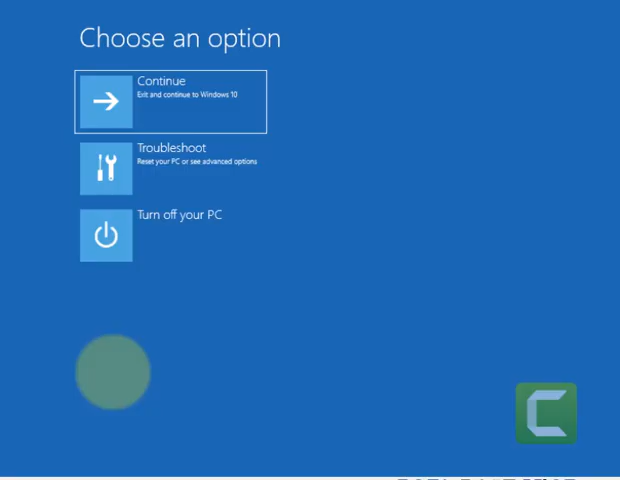 Choose an option
Continue
Exit and continue to Windows 10
Troubleshoot
Reset your PC or see advanced options
Turn off your PC